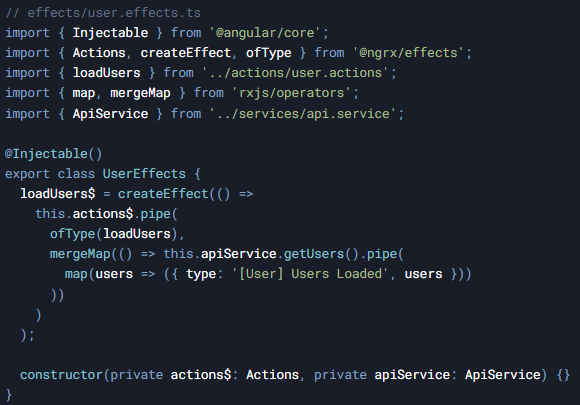 // effects/user.effects.ts
import { Injectable } from '@angular/core';
import { Actions, createEffect, ofType } from '@ngrx/effects';
import { loadUsers } from '../actions/user.actions';
import { map, mergeMap } from 'rxjs/operators';
import { ApiService } from '../services/api.service';

@Injectable()
export class UserEffects {
  loadUsers$ = createEffect(() =>
    this.actions$.pipe(
      ofType(loadUsers),
      mergeMap(() => this.apiService.getUsers().pipe(
        map(users => ({ type: '[User] Users Loaded', users }))
      ))
    )
  );

  constructor(private actions$: Actions, private apiService: ApiService) {}
}